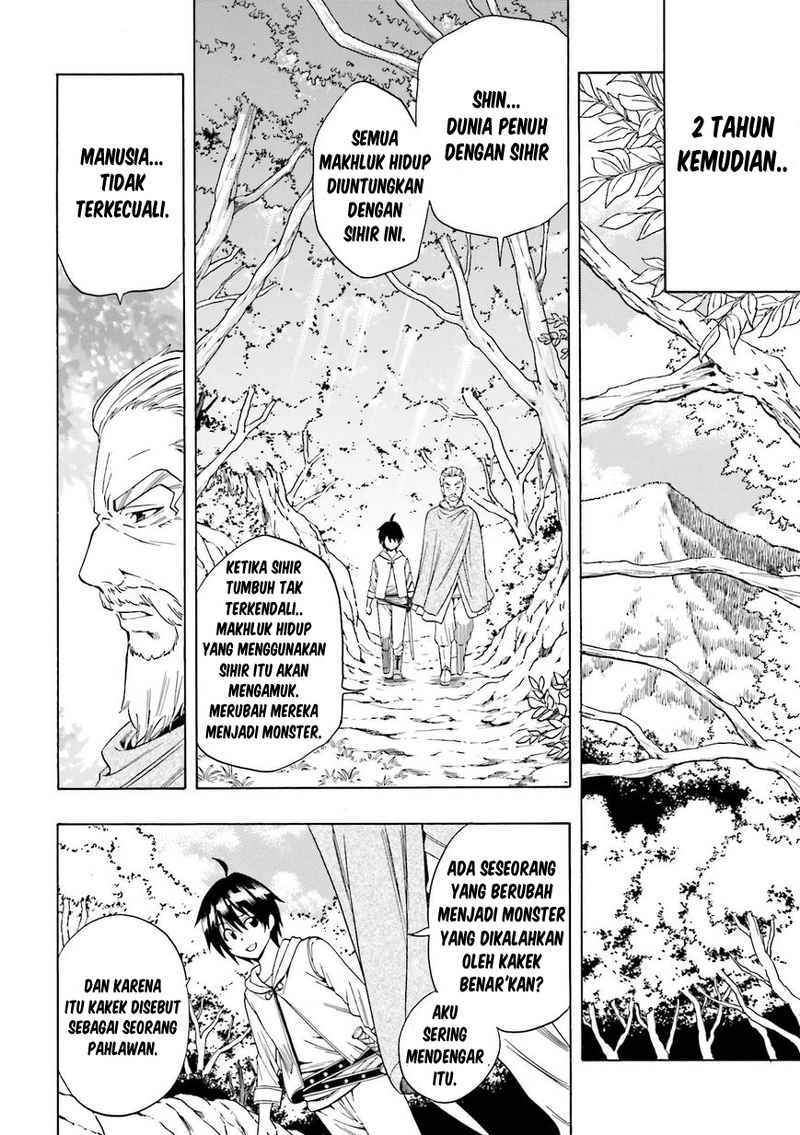 2 TAHUN
KEMUDIAN..
SHIN...
DUNIA PENUH
DENGAN SIHIR
SEMUA
MAKHLUK HIDUP
DIUNTUNGKAN
DENGAN
SIHIR INI.
KETIKA SIHIR
TUMBUH TAK
TERKENDALI..
MAKHLUK HIDUP
YANG MENGGUNAKAN
SIHIR ITU AKAN
MENGAMUK.
MERUBAH MEREKA
MENJADI MONSTER.
MANUSIA...
TIDAK
TERKECUALI.
ADA SESEORANG
YANG BERUBAH
MENJADI MONSTER
YANG DIKALAHKAN
OLEH KAKEK
BENAR'KAN?
AKU
SERING
MENDENGAR
ITU.
DAN KARENA
ITU KAKEK DISEBUT
SEBAGAI SEORANG
PAHLAWAN.